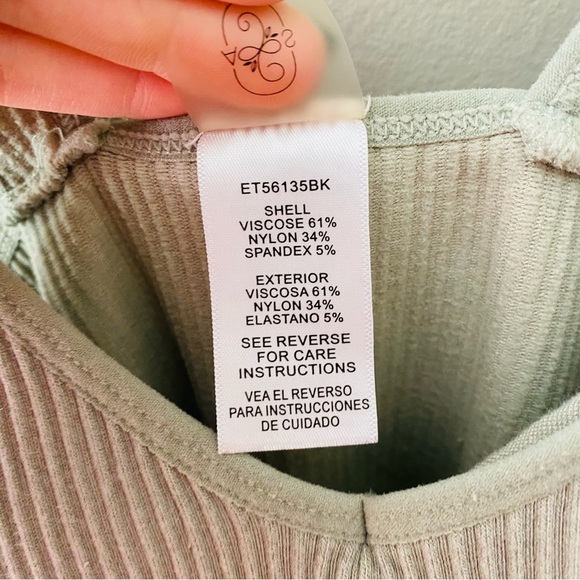 S A
ET56135BK
SHELL
VISCOSE 61%
NYLON 34%
SPANDEX 5%
EXTERIOR
VISCOSA 61%
NYLON 34%
ELASTANO 5%
SEE REVERSE
FOR CARE
INSTRUCTIONS
VEA EL REVERSO
PARA INSTRUCCIONES
DE CUIDADO